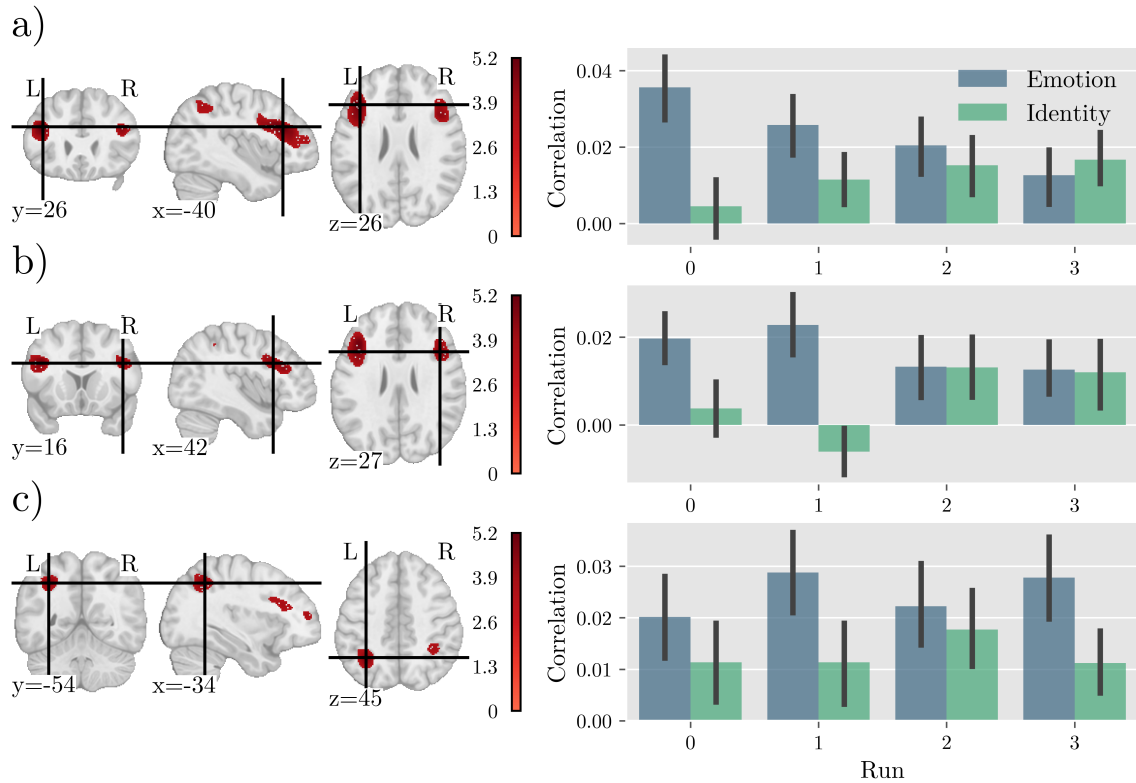 a)
L R L R
y=26 x=-40 z=26
5.2
3.9
2.6
1.3
0
Correlation
0.04
0.02
0.00
Emotion
Identity
0 1 2 3
b)
L R L R
y=16 x=42 z=27
5.2
3.9
2.6
1.3
0
Correlation
0.02
0.00
0 1 2 3
c)
L R L R
y=-54 x=-34 z=45
5.2
3.9
2.6
1.3
0
Correlation
0.03
0.02
0.01
0.00
0 1 2 3
Run